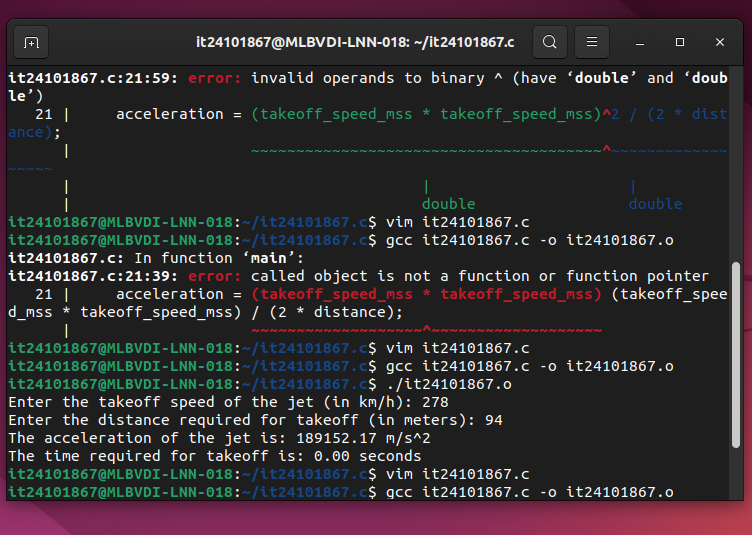 it24101867@MLBVDI-LNN-018: ~/it24101867.c
it24101867.c:21:59: error: invalid operands to binary ^ (have ‘double’ and ‘doub
le’)
   21 |     acceleration = (takeoff_speed_mss * takeoff_speed_mss)^2 / (2 * dist
ance);
      |                    ~~~~~~~~~~~~~~~~~~~~~~~~~~~~~~~~~~~~~~~^~~~~~~~~~~~~~
~~~~~
      |                                       |                      |
      |                                       double                 double
it24101867@MLBVDI-LNN-018:~/it24101867.c$ vim it24101867.c
it24101867@MLBVDI-LNN-018:~/it24101867.c$ gcc it24101867.c -o it24101867.o
it24101867.c: In function ‘main’:
it24101867.c:21:39: error: called object is not a function or function pointer
   21 |     acceleration = (takeoff_speed_mss * takeoff_speed_mss) (takeoff_spee
d_mss * takeoff_speed_mss) / (2 * distance);
      |                    ~~~~~~~~~~~~~~~~~~~^~~~~~~~~~~~~~~~~~~~
it24101867@MLBVDI-LNN-018:~/it24101867.c$ vim it24101867.c
it24101867@MLBVDI-LNN-018:~/it24101867.c$ gcc it24101867.c -o it24101867.o
it24101867@MLBVDI-LNN-018:~/it24101867.c$ ./it24101867.o
Enter the takeoff speed of the jet (in km/h): 278
Enter the distance required for takeoff (in meters): 94
The acceleration of the jet is: 189152.17 m/s^2
The time required for takeoff is: 0.00 seconds
it24101867@MLBVDI-LNN-018:~/it24101867.c$ vim it24101867.c
it24101867@MLBVDI-LNN-018:~/it24101867.c$ gcc it24101867.c -o it24101867.o